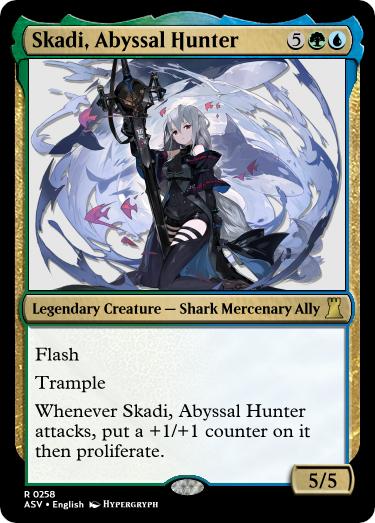 Skadi, Abyssal Hunter 5
Legendary Creature — Shark Mercenary Ally
Flash
Trample
Whenever Skadi, Abyssal Hunter
attacks, put a +1/+1 counter on it
then proliferate.
5/5
R 0258
ASV • English HYPERGRYPH